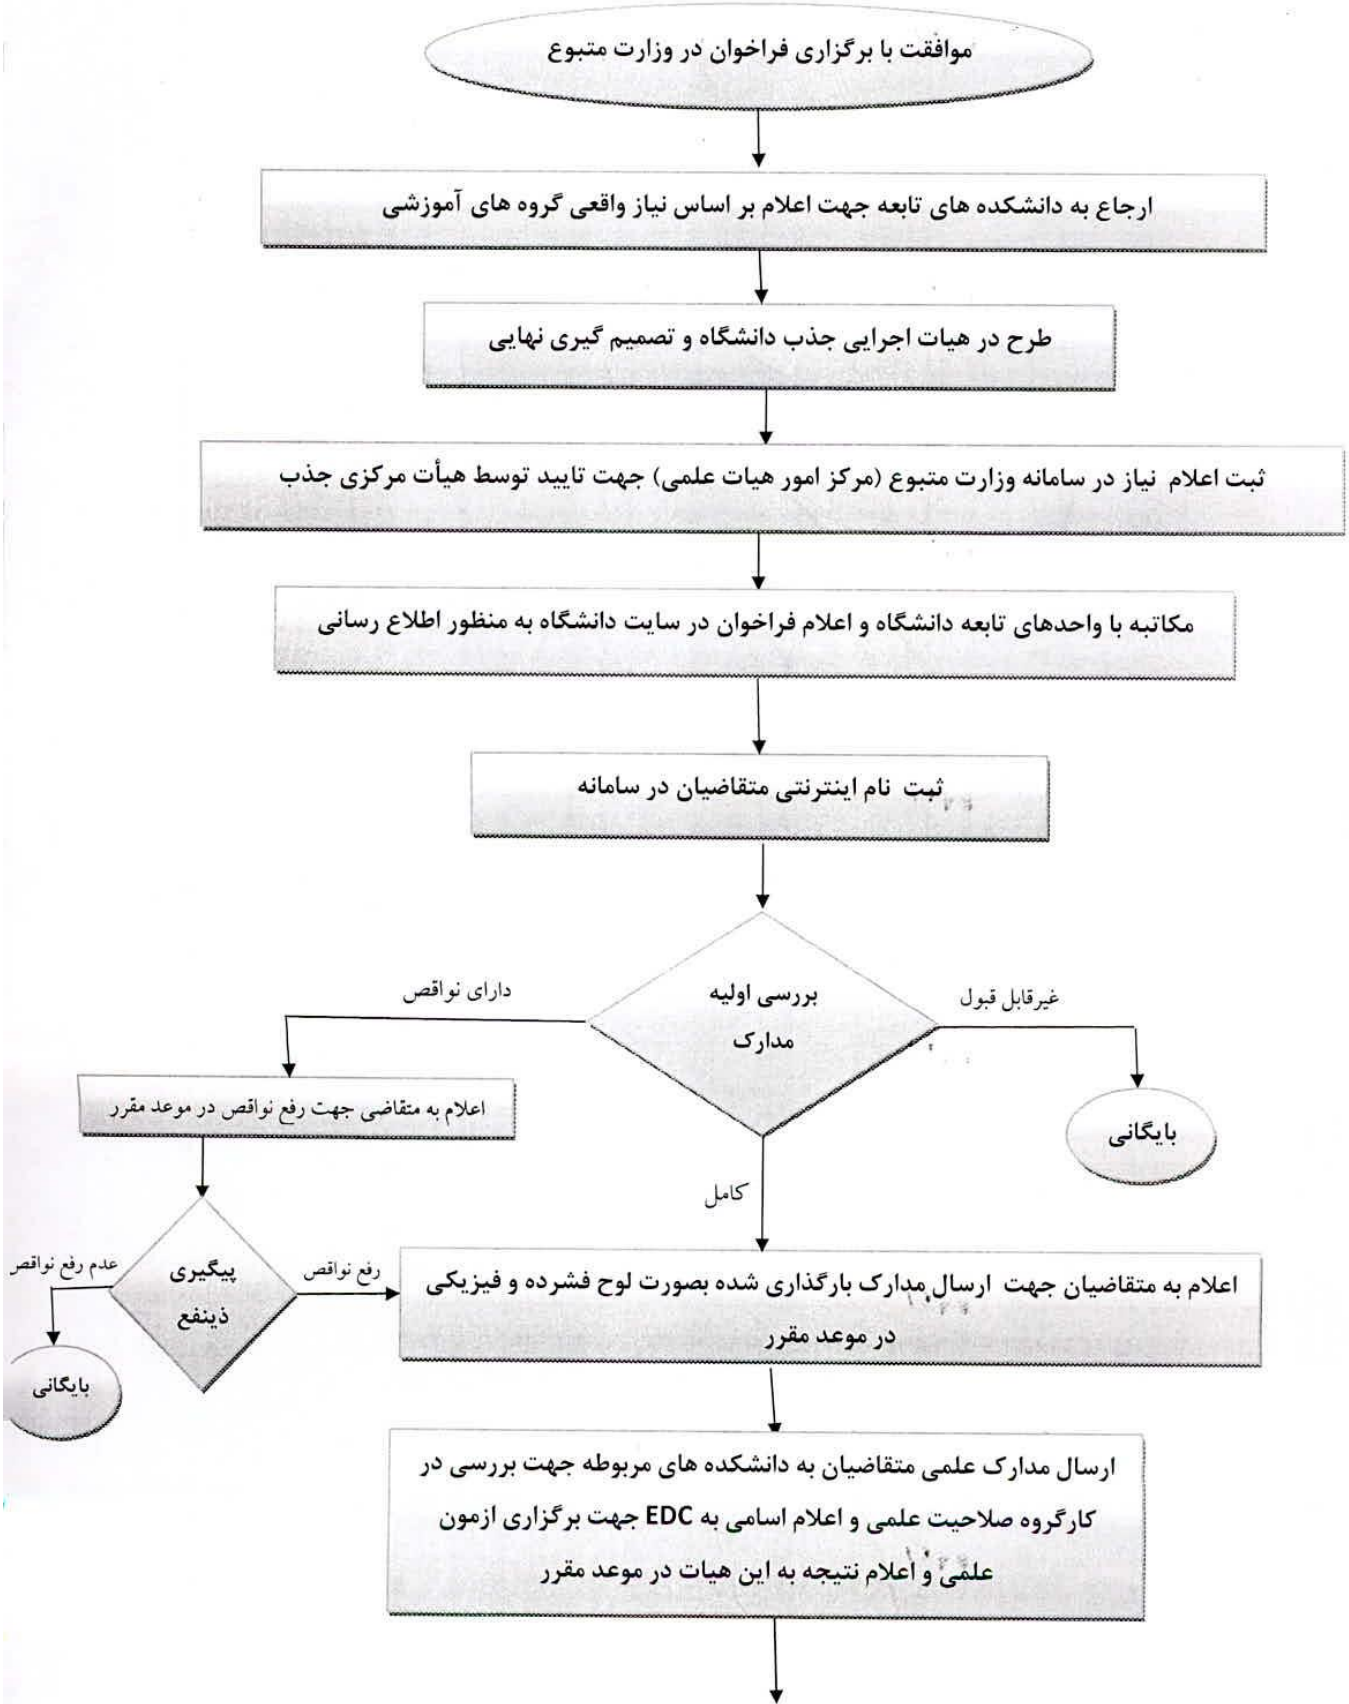 موافقت با برگزاری فراخوان در وزارت متبوع
ارجاع به دانشکده های تابعه جهت اعلام بر اساس نیاز واقعی گروه های آموزشی
طرح در هیات اجرایی جذب دانشگاه و تصمیم گیری نهایی
ثبت اعلام نیاز در سامانه وزارت متبوع (مرکز امور هیات علمی) جهت تایید توسط هیأت مرکزی جذب
مکاتبه با واحدهای تابعه دانشگاه و اعلام فراخوان در سایت دانشگاه به منظور اطلاع رسانی
ثبت نام اینترنتی متقاضیان در سامانه
بررسی اولیه
مدارک
غیرقابل قبول
دارای نواقص
بایگانی
اعلام به متقاضی جهت رفع نواقص در موعد مقرر
کامل
پیگیری
ذینفع
رفع نواقص
عدم رفع نواقص
بایگانی
اعلام به متقاضیان جهت ارسال مدارک بارگذاری شده بصورت لوح فشرده و فیزیکی
در موعد مقرر
ارسال مدارک علمی متقاضیان به دانشکده های مربوطه جهت بررسی در
کارگروه صلاحیت علمی و اعلام اسامی به EDC جهت برگزاری ازمون
علمی و اعلام نتیجه به این هیات در موعد مقرر